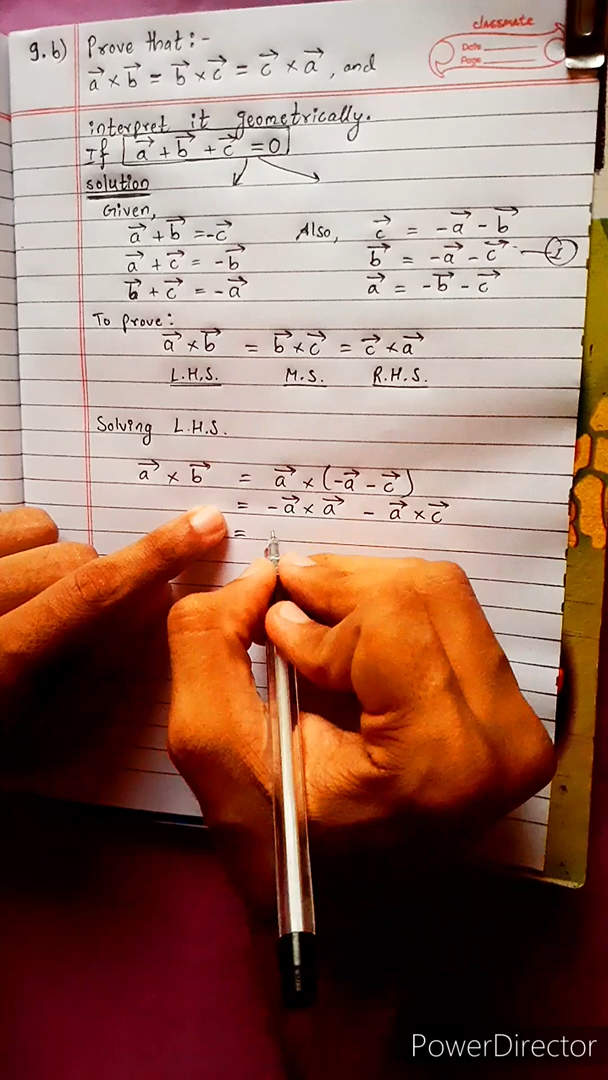 classmate
Date
Page
9.b) Prove that:-
a⃗ × b⃗ = b⃗ × c⃗ = c⃗ × a⃗, and
interpret it geometrically.
If a⃗ + b⃗ + c⃗ = 0
solution
Given,
a⃗ + b⃗ = -c⃗ Also, c⃗ = -a⃗ - b⃗
a⃗ + c⃗ = -b⃗ b⃗ = -a⃗ - c⃗ — I
b⃗ + c⃗ = -a⃗ a⃗ = -b⃗ - c⃗
To prove:
a⃗ × b⃗ = b⃗ × c⃗ = c⃗ × a⃗
L.H.S. M.S. R.H.S.
Solving L.H.S.
a⃗ × b⃗ = a⃗ × (-a⃗ - c⃗)
= -a⃗ × a⃗ - a⃗ × c⃗
=
PowerDirector